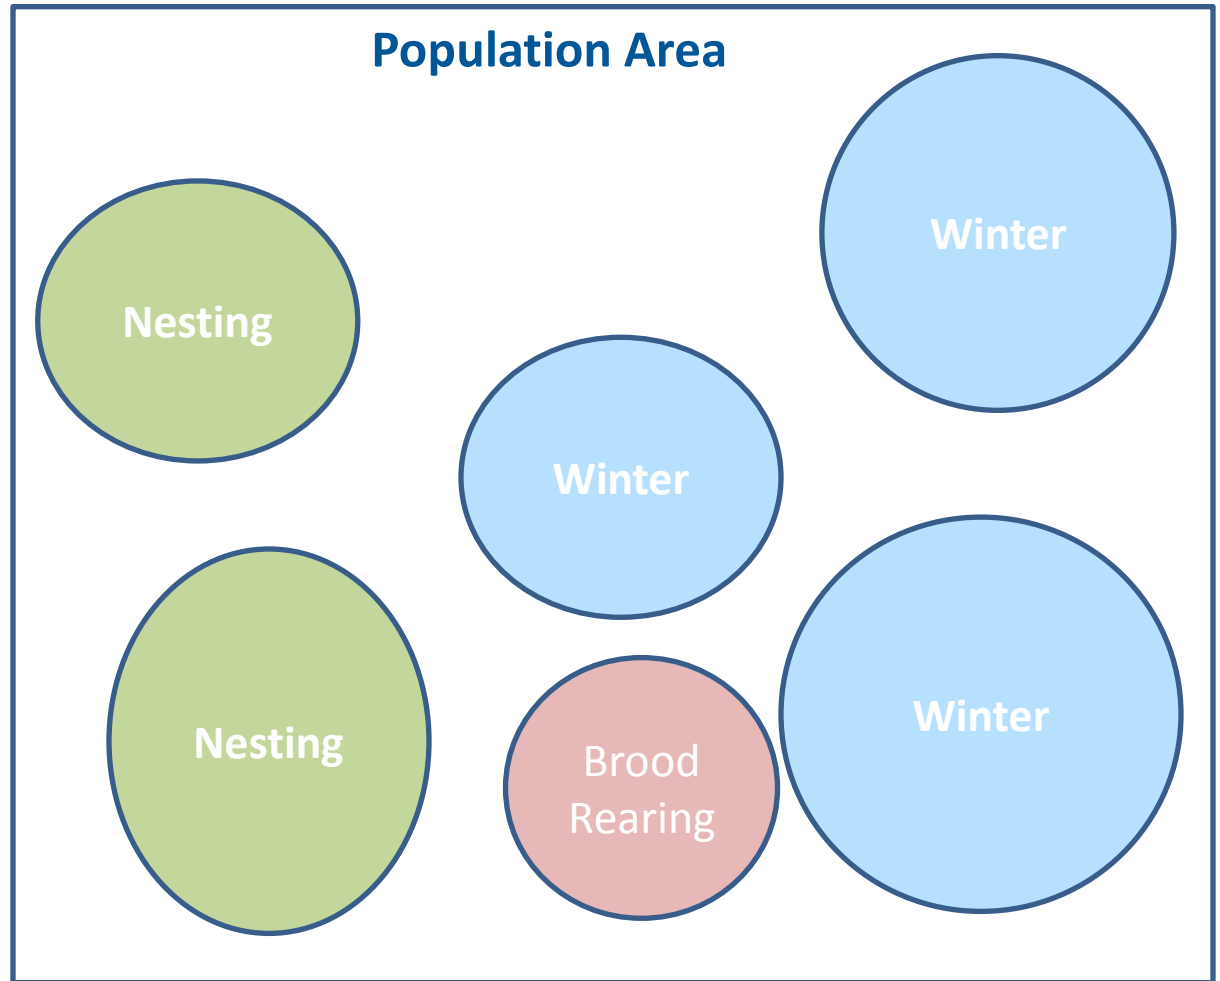 Population Area
Winter
Nesting
Winter
Winter
Nesting
Brood
Rearing